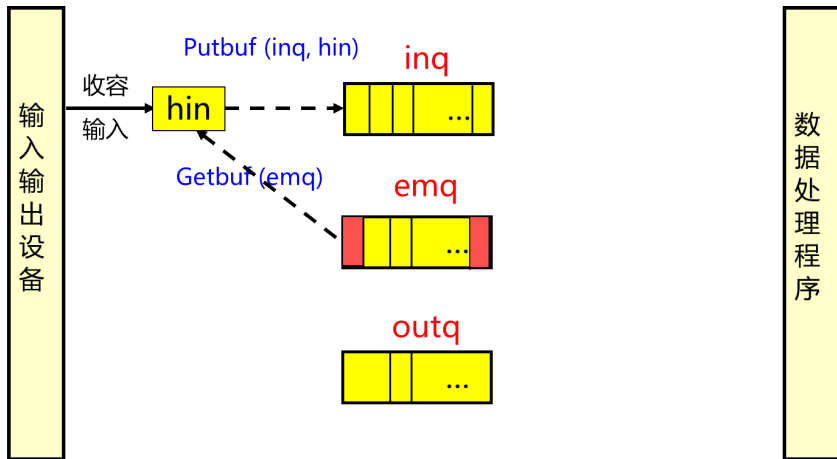 输入输出设备
收容
输入
hin
Putbuf (inq, hin)
Getbuf (emq)
inq
...
emq
...
outq
...
数据处理程序